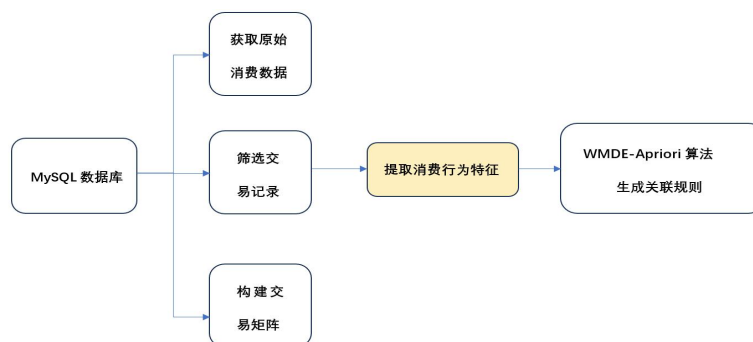 获取原始
消费数据
MySQL 数据库
筛选交
易记录
提取消费行为特征
WMDE-Apriori 算法
生成关联规则
构建交
易矩阵